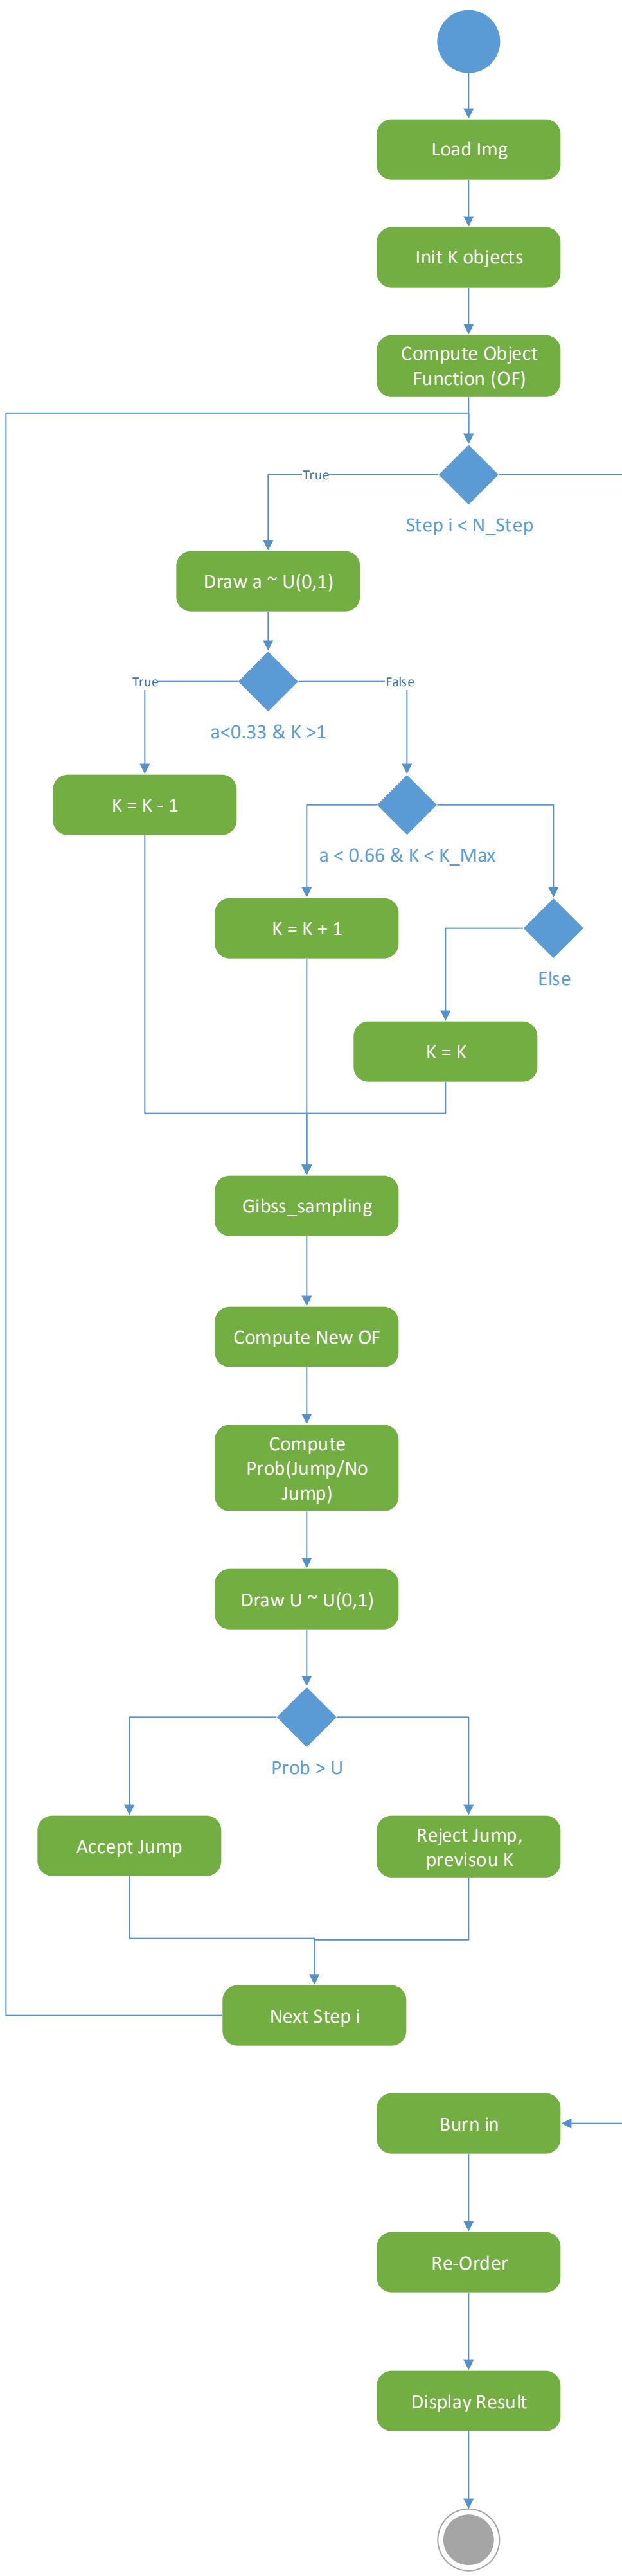 Load Img
Init K objects
Compute Object
Function (OF)
True
Step i < N_Step
Draw a ~ U(0,1)
True
False
a<0.33 & K >1
K = K - 1
a < 0.66 & K < K_Max
K = K + 1
Else
K = K
Gibss_sampling
Compute New OF
Compute
Prob(Jump/No
Jump)
Draw U ~ U(0,1)
Prob > U
Accept Jump
Reject Jump,
previsou K
Next Step i
Burn in
Re-Order
Display Result